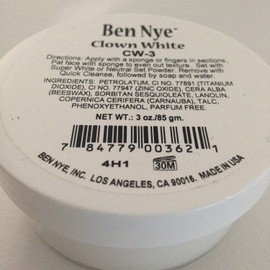 Ben Nye™
Clown White
CW-3
Directions: Apply with a sponge or fingers in sections.
Pat face with sponge to even out texture. Set with
Super White or Neutral Set Powder. Remove with
Quick Cleanse, followed by soap and water.
INGREDIENTS: PETROLATUM, CI 77891 (TITANIUM
DIOXIDE), CI NO. 77947 (ZINC OXIDE), CERA ALBA
(BEESWAX), SORBITAN SESQUIOLEATE, LANOLIN,
COPERNICA CERIFERA (CARNAUBA), TALC,
PHENOXYETHANOL, PARFUM FREE.
NET WT.: 3 oz./85 gm.
7 84779 00362 1
4H1 30M
BEN NYE, INC. LOS ANGELES, CA 90016. MADE IN USA